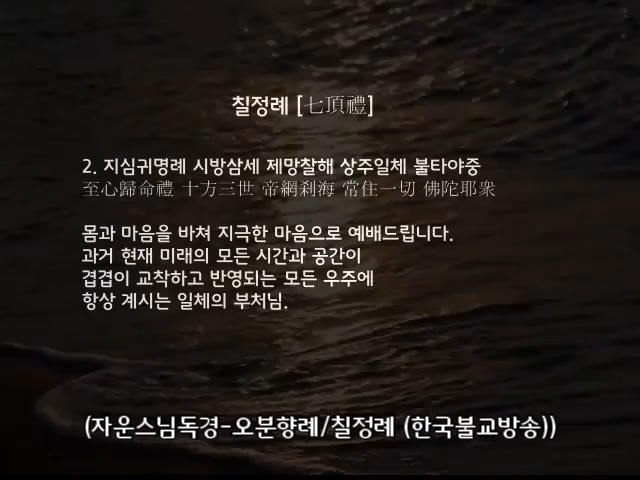 칠정례 [七頂禮]
2. 지심귀명례 시방삼세 제망찰해 상주일체 불타야중
至心歸命禮 十方三世 帝網刹海 常住一切 佛陀耶衆
몸과 마음을 바쳐 지극한 마음으로 예배드립니다.
과거 현재 미래의 모든 시간과 공간이
겹겹이 교착하고 반영되는 모든 우주에
항상 계시는 일체의 부처님.
(자운스님독경-오분향례/칠정례 (한국불교방송))